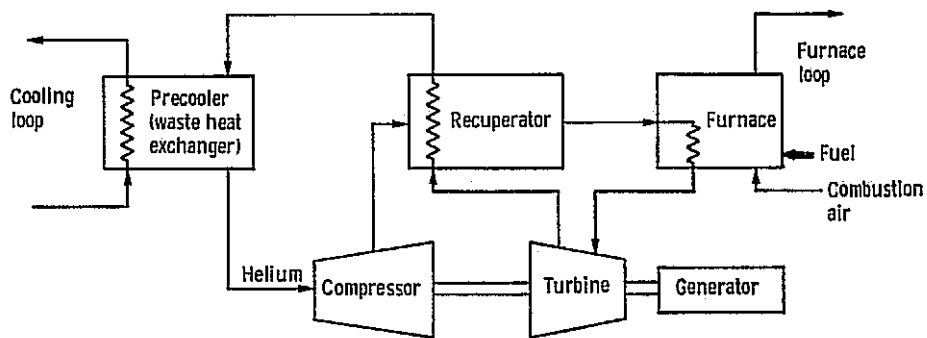 Cooling
loop
Precooler
(waste heat
exchanger)
Recuperator
Furnace
Furnace
loop
Fuel
Combustion
air
Helium
Compressor
Turbine
Generator